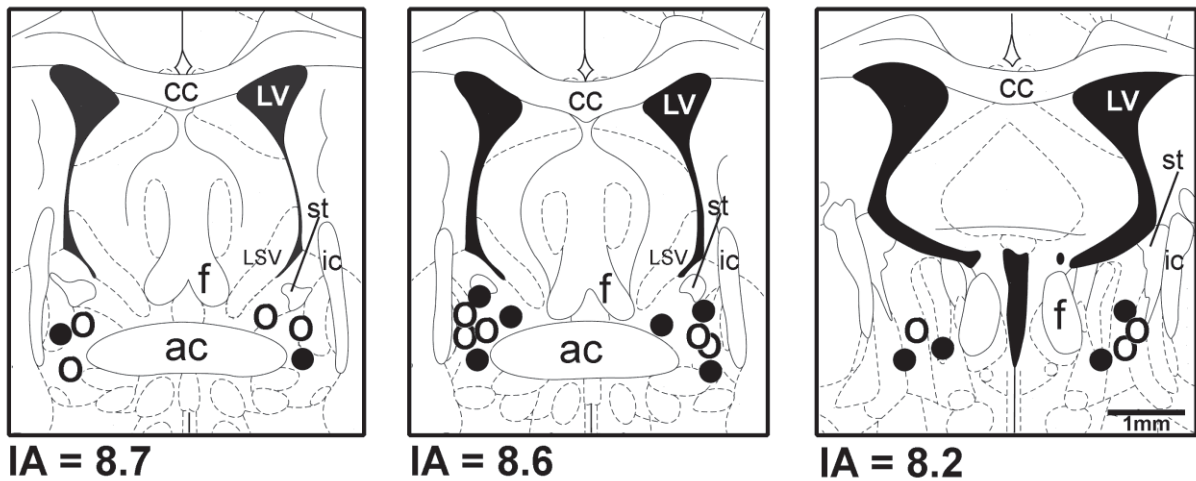 cc
LV
st
LSV
ic
f
ac
IA = 8.7
cc
LV
st
LSV
ic
f
ac
IA = 8.6
cc
LV
st
ic
f
1mm
IA = 8.2